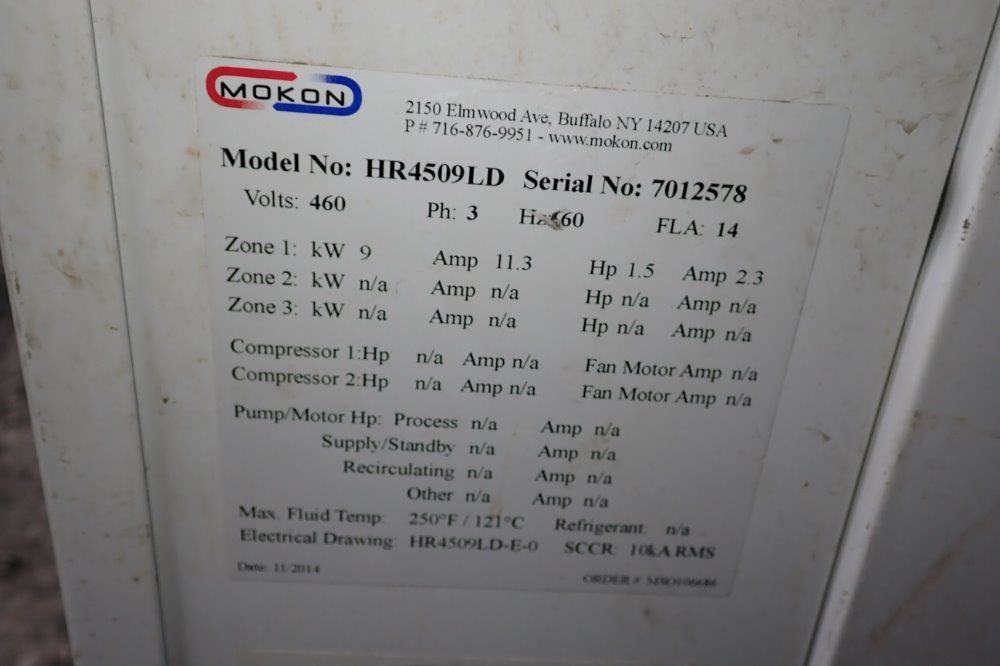 MOKON
2150 Elmwood Ave, Buffalo NY 14207 USA
P # 716-876-9951 - www.mokon.com
Model No: HR4509LD Serial No: 7012578
Volts: 460 Ph: 3 Hz: 60 FLA: 14
Zone 1: kW 9 Amp 11.3 Hp 1.5 Amp 2.3
Zone 2: kW n/a Amp n/a Hp n/a Amp n/a
Zone 3: kW n/a Amp n/a Hp n/a Amp n/a
Compressor 1:Hp n/a Amp n/a Fan Motor Amp n/a
Compressor 2:Hp n/a Amp n/a Fan Motor Amp n/a
Pump/Motor Hp: Process n/a Amp n/a
Supply/Standby n/a Amp n/a
Recirculating n/a Amp n/a
Other n/a Amp n/a
Max. Fluid Temp: 250°F / 121°C Refrigerant: n/a
Electrical Drawing: HR4509LD-E-0 SCCR: 10kA RMS
Date: 11/2014 ORDER #